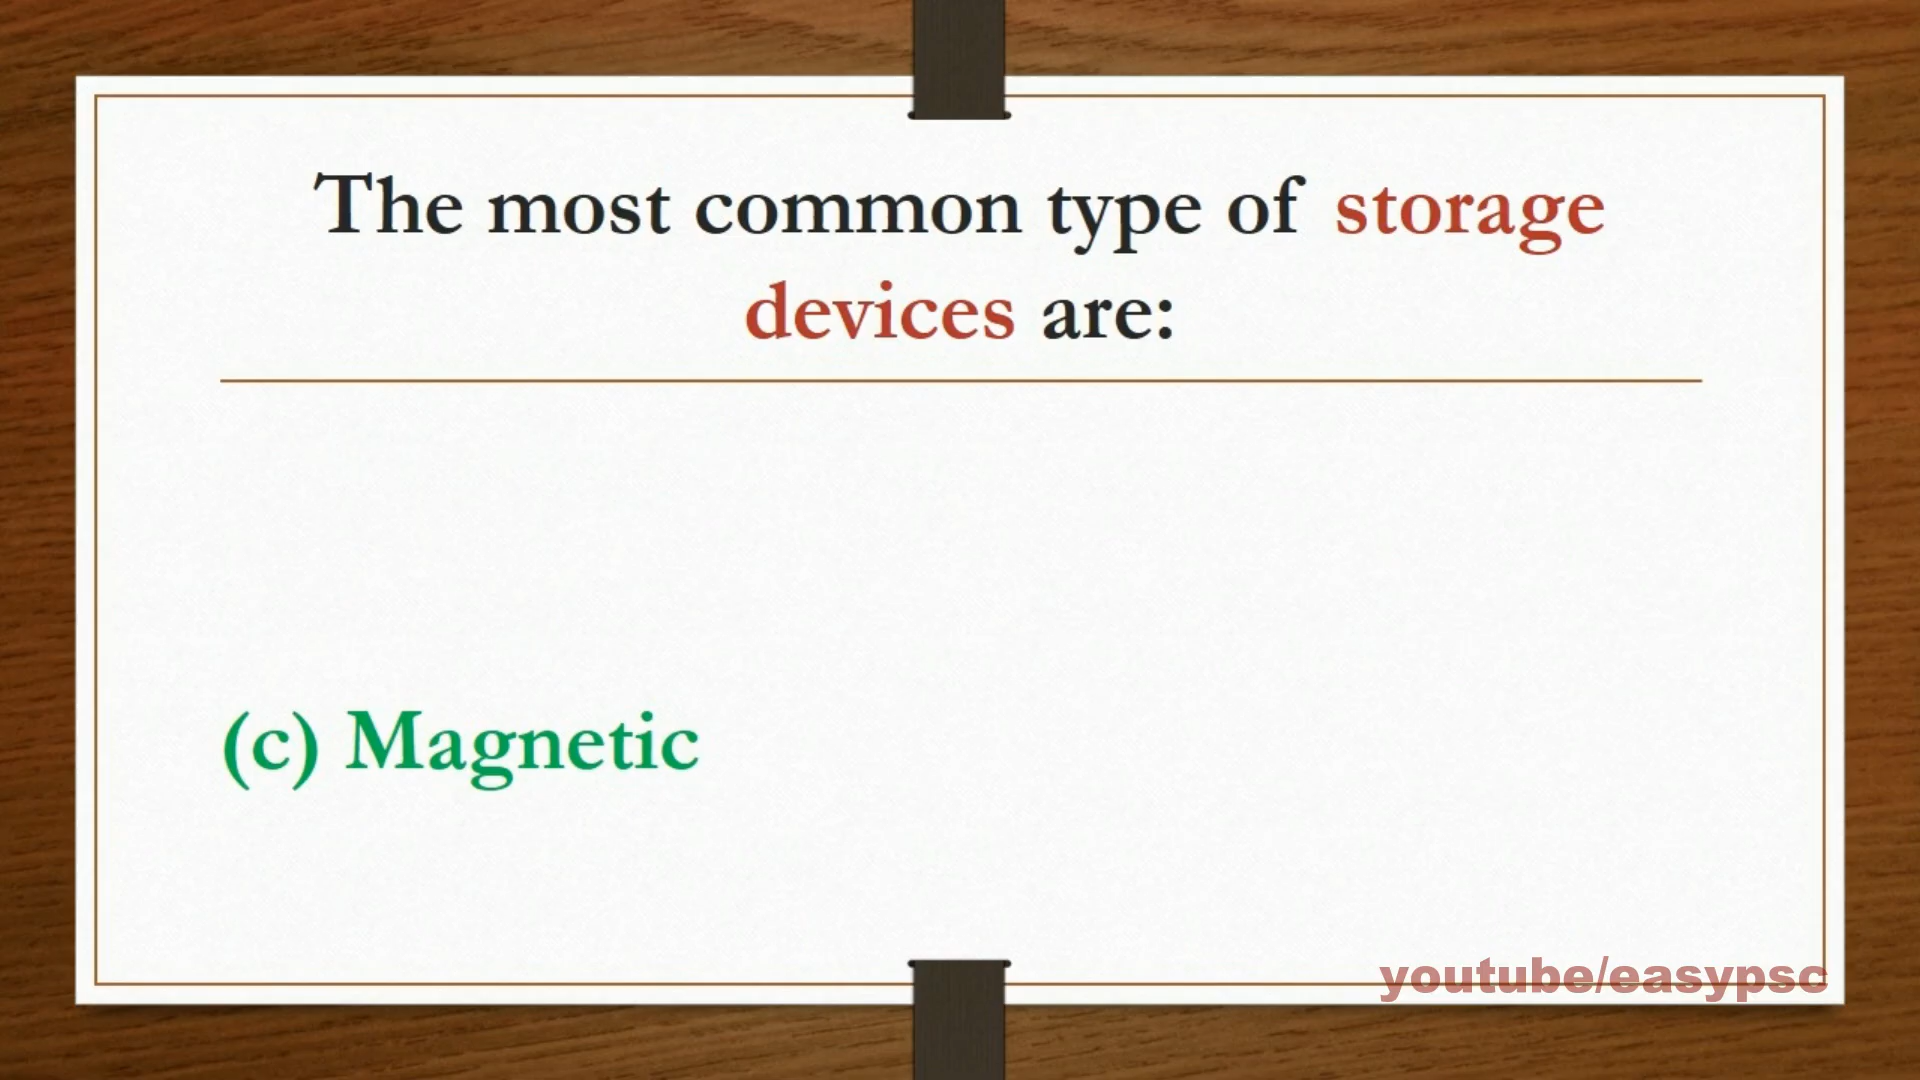 The most common type of storage
devices are:
(c) Magnetic
youtube/easypsc